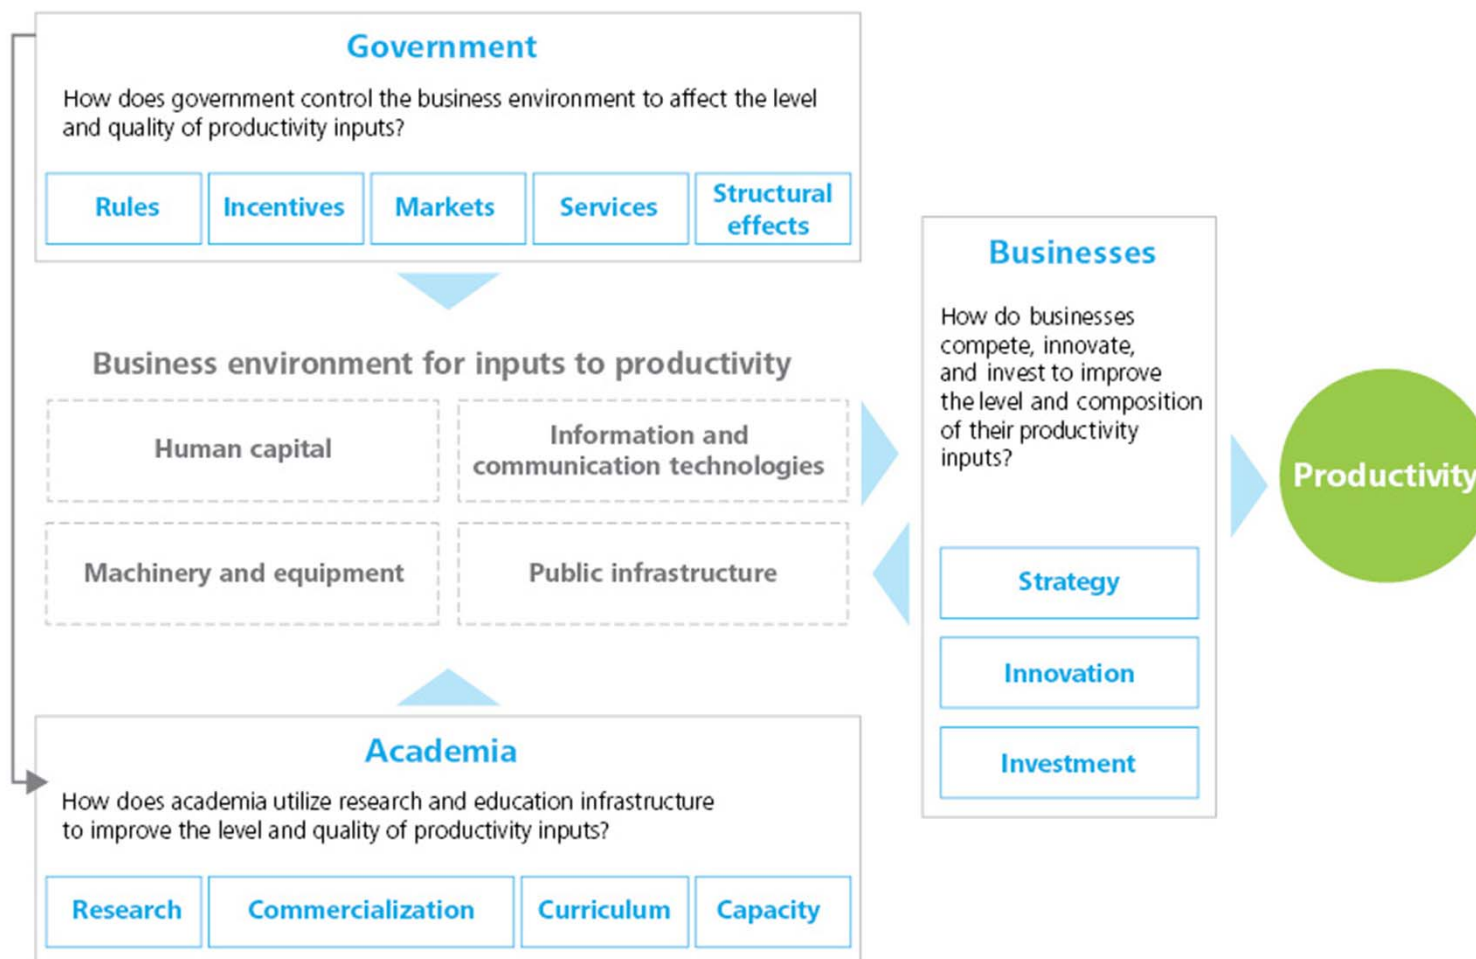 Government
How does government control the business environment to affect the level
and quality of productivity inputs?
Rules
Incentives
Markets
Services
Structural
effects
Business environment for inputs to productivity
Human capital
Information and
communication technologies
Machinery and equipment
Public infrastructure
Academia
How does academia utilize research and education infrastructure
to improve the level and quality of productivity inputs?
Research
Commercialization
Curriculum
Capacity
Businesses
How do businesses
compete, innovate,
and invest to improve
the level and composition
of their productivity
inputs?
Strategy
Innovation
Investment
Productivity